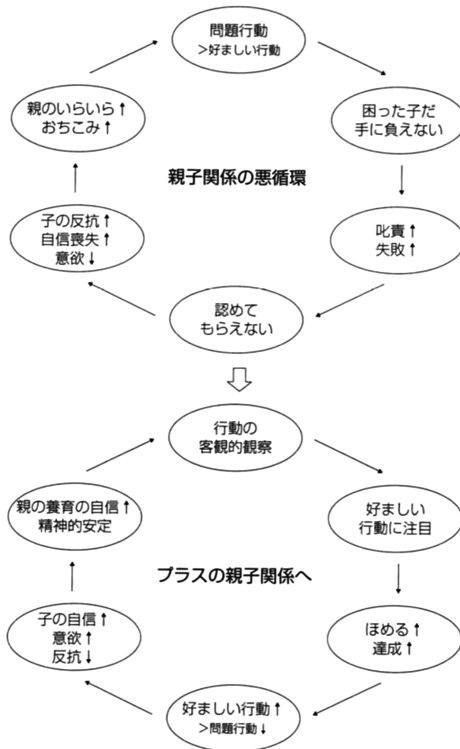 問題行動
>好ましい行動
困った子だ
手に負えない
叱責↑
失敗↑
認めて
もらえない
子の反抗↑
自信喪失↑
意欲↓
親のいらいら↑
おちこみ↑
親子関係の悪循環
行動の
客観的観察
好ましい
行動に注目
ほめる↑
達成↑
好ましい行動↑
>問題行動↓
子の自信↑
意欲↑
反抗↓
親の養育の自信↑
精神的安定
プラスの親子関係へ